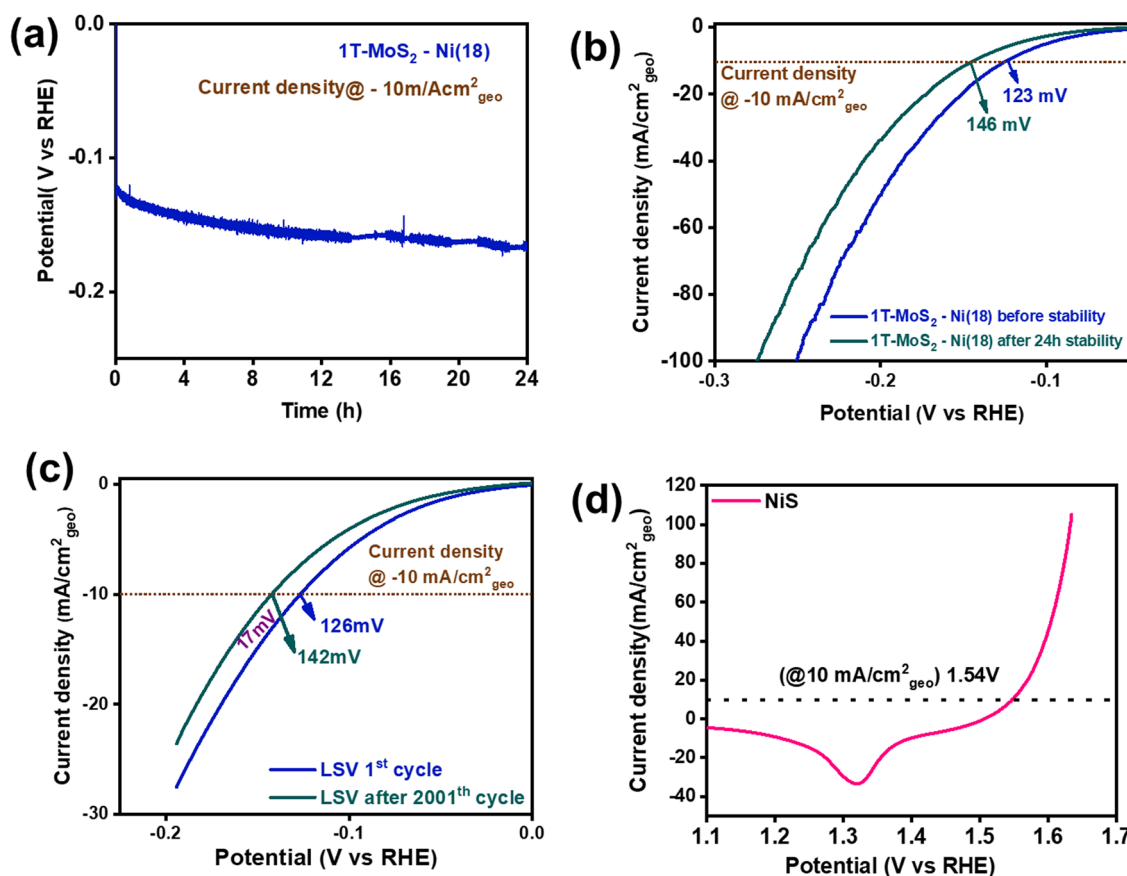 (a)
0.0
-0.1
-0.2
Potential( V vs RHE)
1T-MoS2 - Ni(18)
Current density@ - 10m/Acm2geo
0 4 8 12 16 20 24
Time (h)
(b)
0
-20
-40
-60
-80
-100
Current density (mA/cm2geo)
Current density
@ -10 mA/cm2geo
123 mV
146 mV
1T-MoS2 - Ni(18) before stability
1T-MoS2 - Ni(18) after 24h stability
-0.3 -0.2 -0.1
Potential (V vs RHE)
(c)
0
-10
-20
-30
Current density (mA/cm2geo)
Current density
@ -10 mA/cm2geo
17mV
126mV
142mV
LSV 1st cycle
LSV after 2001th cycle
-0.2 -0.1 0.0
Potential (V vs RHE)
(d)
120
100
80
60
40
20
0
-20
-40
Current density(mA/cm2geo)
NiS
(@10 mA/cm2geo) 1.54V
1.1 1.2 1.3 1.4 1.5 1.6 1.7
Potential (V vs RHE)